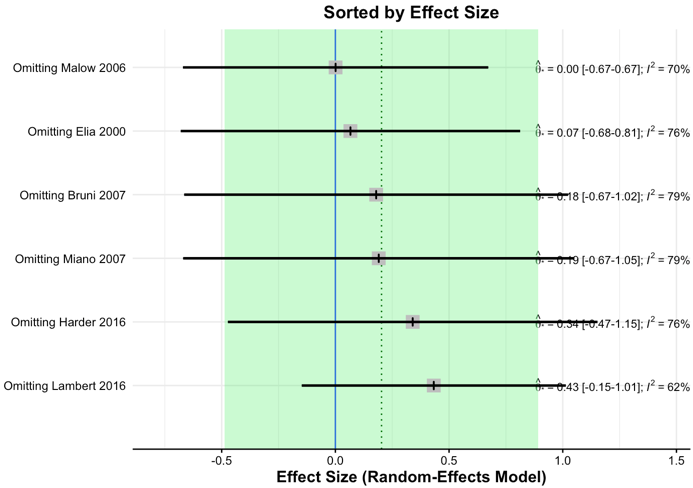 Sorted by Effect Size
Omitting Malow 2006 θ̂* = 0.00 [-0.67-0.67]; I² = 70%
Omitting Elia 2000 θ̂* = 0.07 [-0.68-0.81]; I² = 76%
Omitting Bruni 2007 θ̂* = 0.18 [-0.67-1.02]; I² = 79%
Omitting Miano 2007 θ̂* = 0.19 [-0.67-1.05]; I² = 79%
Omitting Harder 2016 θ̂* = 0.34 [-0.47-1.15]; I² = 76%
Omitting Lambert 2016 θ̂* = 0.43 [-0.15-1.01]; I² = 62%
-0.5 0.0 0.5 1.0 1.5
Effect Size (Random-Effects Model)